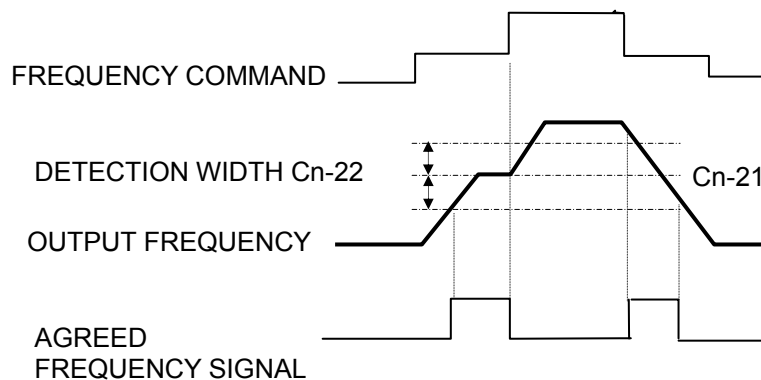 FREQUENCY COMMAND
DETECTION WIDTH Cn-22
Cn-21
OUTPUT FREQUENCY
AGREED
FREQUENCY SIGNAL